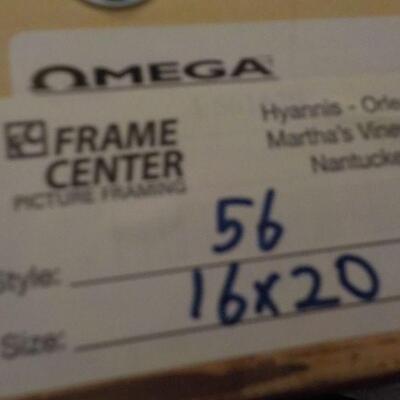 OMEGA
FRAME
CENTER
PICTURE FRAMING
Hyannis - Orle
Martha's Vine
Nantucke
Style: 56
Size: 16x20